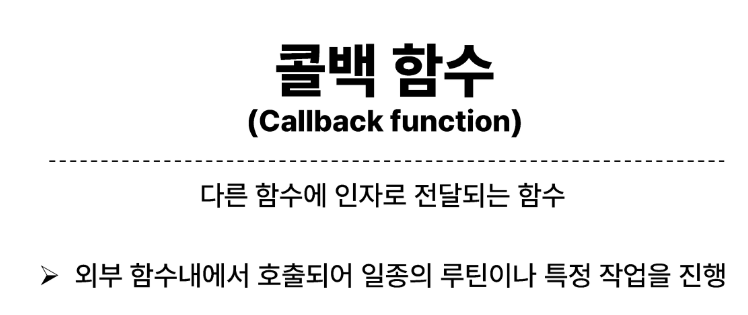 콜백 함수
(Callback function)
다른 함수에 인자로 전달되는 함수
➢ 외부 함수내에서 호출되어 일종의 루틴이나 특정 작업을 진행